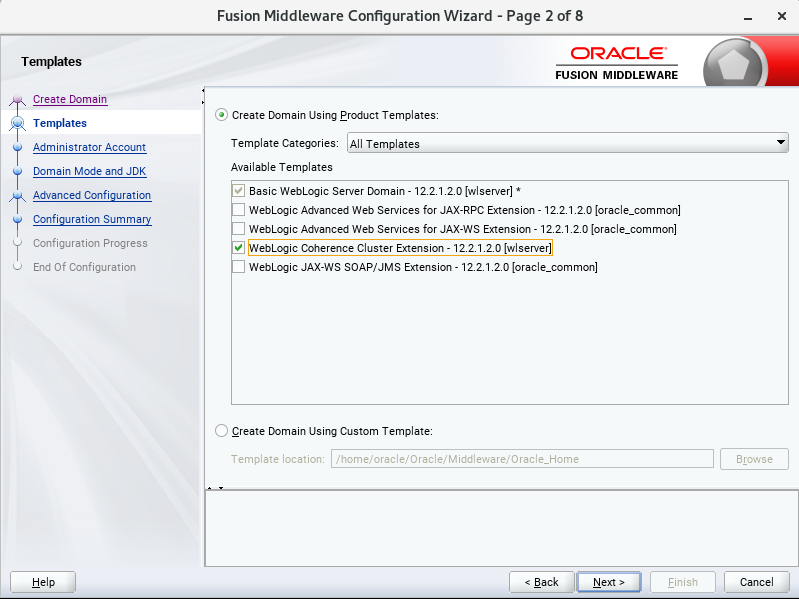 Fusion Middleware Configuration Wizard - Page 2 of 8
Templates
ORACLE
FUSION MIDDLEWARE
Create Domain
Templates
Administrator Account
Domain Mode and JDK
Advanced Configuration
Configuration Summary
Configuration Progress
End Of Configuration
Create Domain Using Product Templates:
Template Categories: All Templates
Available Templates
Basic WebLogic Server Domain - 12.2.1.2.0 [wlserver] *
WebLogic Advanced Web Services for JAX-RPC Extension - 12.2.1.2.0 [oracle_common]
WebLogic Advanced Web Services for JAX-WS Extension - 12.2.1.2.0 [oracle_common]
WebLogic Coherence Cluster Extension - 12.2.1.2.0 [wlserver]
WebLogic JAX-WS SOAP/JMS Extension - 12.2.1.2.0 [oracle_common]
Create Domain Using Custom Template:
Template location: /home/oracle/Oracle/Middleware/Oracle_Home Browse
Help < Back Next > Finish Cancel